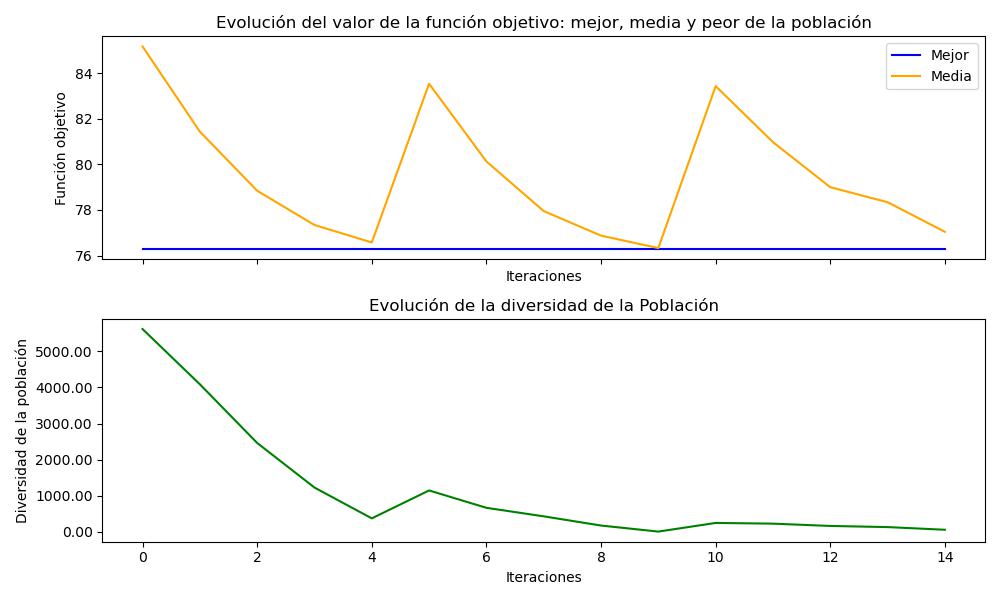 Evolución del valor de la función objetivo: mejor, media y peor de la población
Función objetivo
84
82
80
78
76
Mejor
Media
Iteraciones
Evolución de la diversidad de la Población
Diversidad de la población
5000.00
4000.00
3000.00
2000.00
1000.00
0.00
0 2 4 6 8 10 12 14
Iteraciones